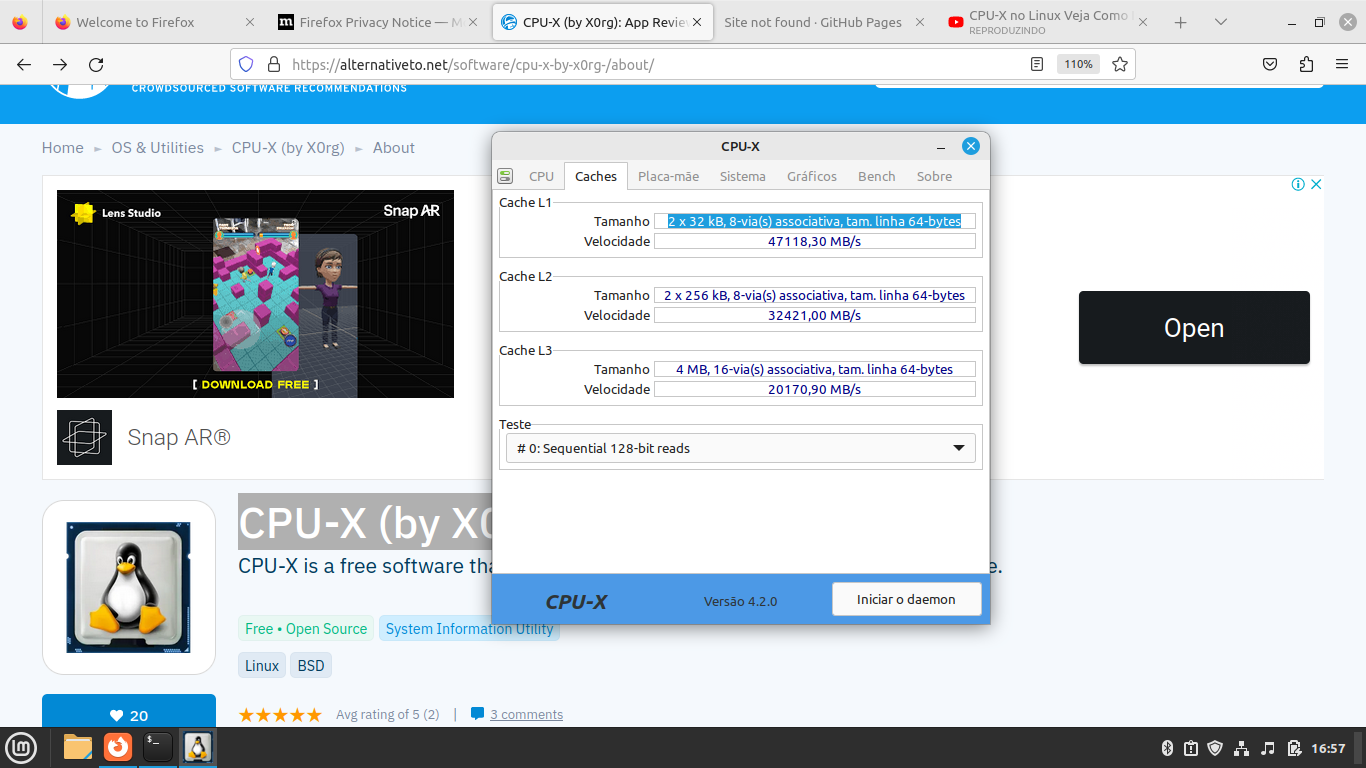 Welcome to Firefox
Firefox Privacy Notice — M
CPU-X (by X0rg): App Revie
Site not found · GitHub Pages
CPU-X no Linux Veja Como
REPRODUZINDO
https://alternativeto.net/software/cpu-x-by-x0rg-/about/
110%
CROWDSOURCED SOFTWARE RECOMMENDATIONS
Home ► OS & Utilities ► CPU-X (by X0rg) ► About
Lens Studio
Snap AR
[ DOWNLOAD FREE ]
Snap AR®
Open
CPU-X
CPU Caches Placa-mãe Sistema Gráficos Bench Sobre
Cache L1
Tamanho 2 x 32 kB, 8-via(s) associativa, tam. linha 64-bytes
Velocidade 47118,30 MB/s
Cache L2
Tamanho 2 x 256 kB, 8-via(s) associativa, tam. linha 64-bytes
Velocidade 32421,00 MB/s
Cache L3
Tamanho 4 MB, 16-via(s) associativa, tam. linha 64-bytes
Velocidade 20170,90 MB/s
Teste
# 0: Sequential 128-bit reads
CPU-X Versão 4.2.0 Iniciar o daemon
CPU-X (by X0
CPU-X is a free software tha
e.
Free • Open Source System Information Utility
Linux BSD
20
Avg rating of 5 (2) | 3 comments
16:57